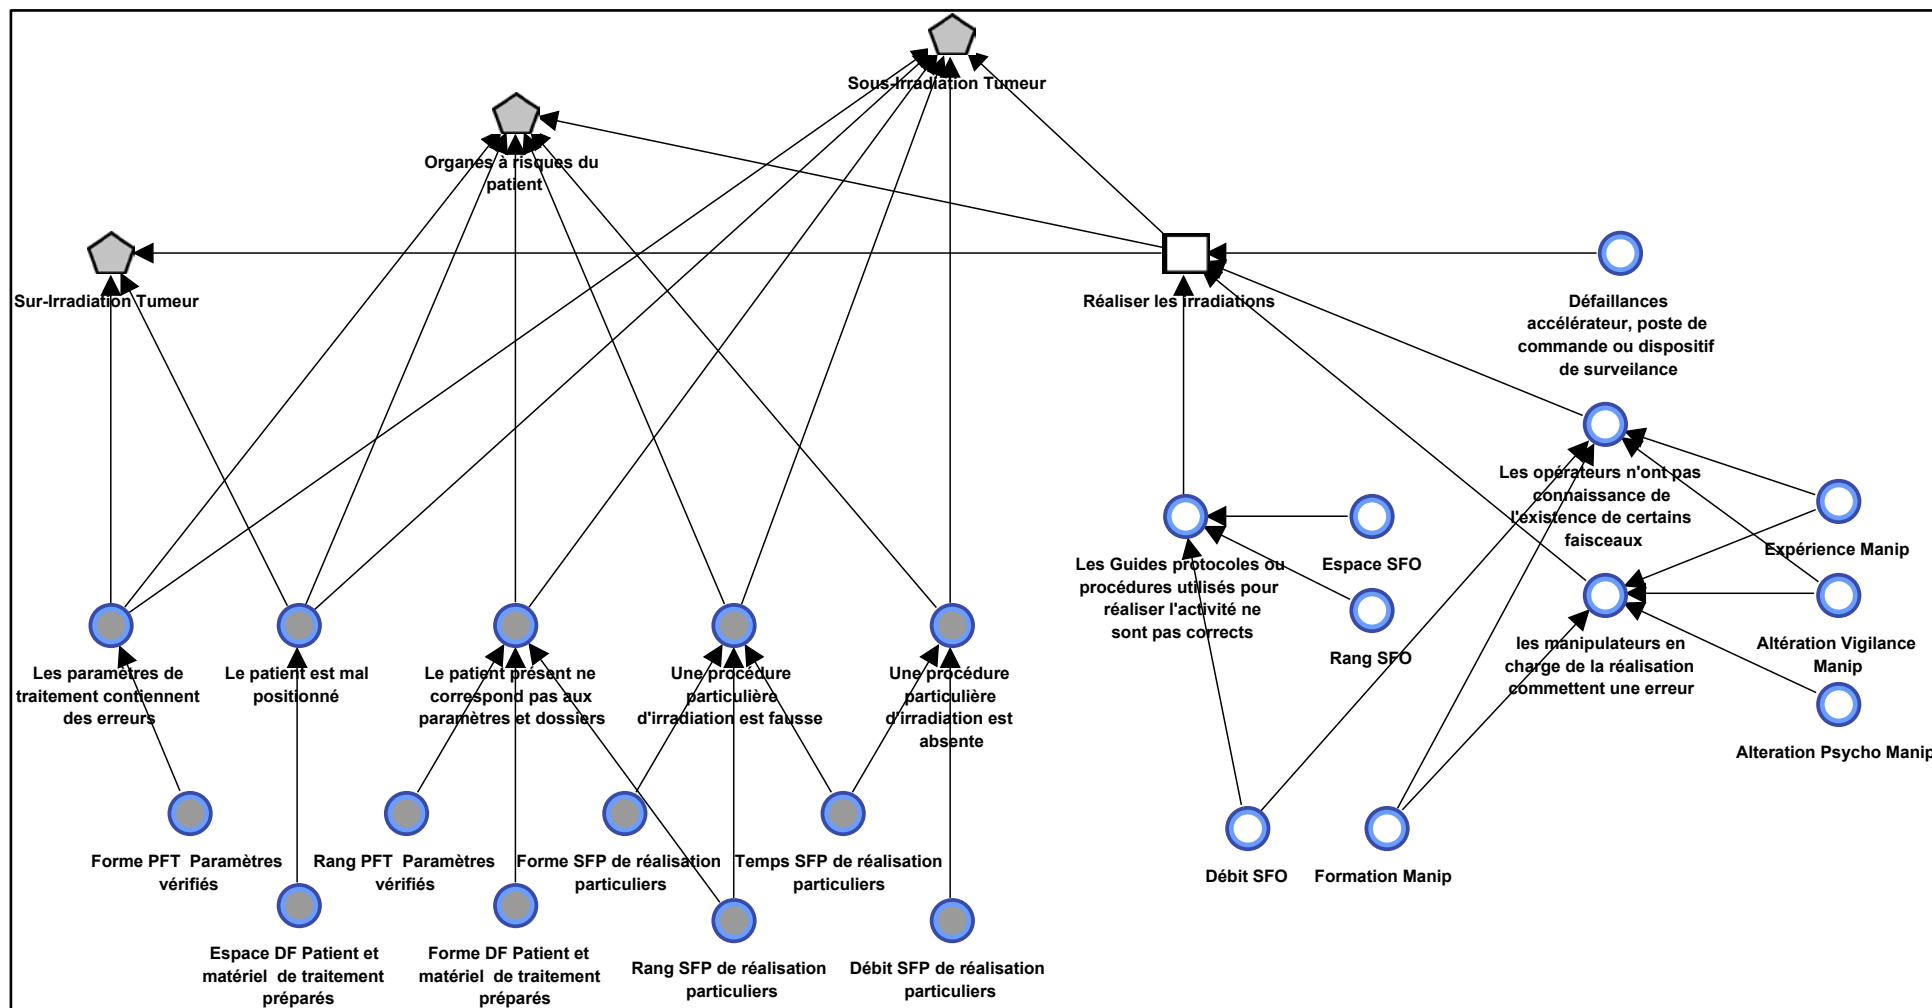 Sous-Irradiation Tumeur
Organes à risques du
patient
Sur-Irradiation Tumeur
Réaliser les irradiations
Défaillances
accélérateur, poste de
commande ou dispositif
de surveilance
Les opérateurs n'ont pas
connaissance de
l'existence de certains
faisceaux
Expérience Manip
Les Guides protocoles ou
procédures utilisés pour
réaliser l'activité ne
sont pas corrects
Espace SFO
Rang SFO
les manipulateurs en
charge de la réalisation
commettent une erreur
Altération Vigilance
Manip
Alteration Psycho Manip
Les paramètres de
traitement contiennent
des erreurs
Le patient est mal
positionné
Le patient présent ne
correspond pas aux
paramètres et dossiers
Une procédure
particulière
d'irradiation est fausse
Une procédure
particulière
d'irradiation est
absente
Forme PFT  Paramètres
vérifiés
Rang PFT  Paramètres
vérifiés
Forme SFP de réalisation
particuliers
Temps SFP de réalisation
particuliers
Débit SFO
Formation Manip
Espace DF Patient et
matériel  de traitement
préparés
Forme DF Patient et
matériel  de traitement
préparés
Rang SFP de réalisation
particuliers
Débit SFP de réalisation
particuliers